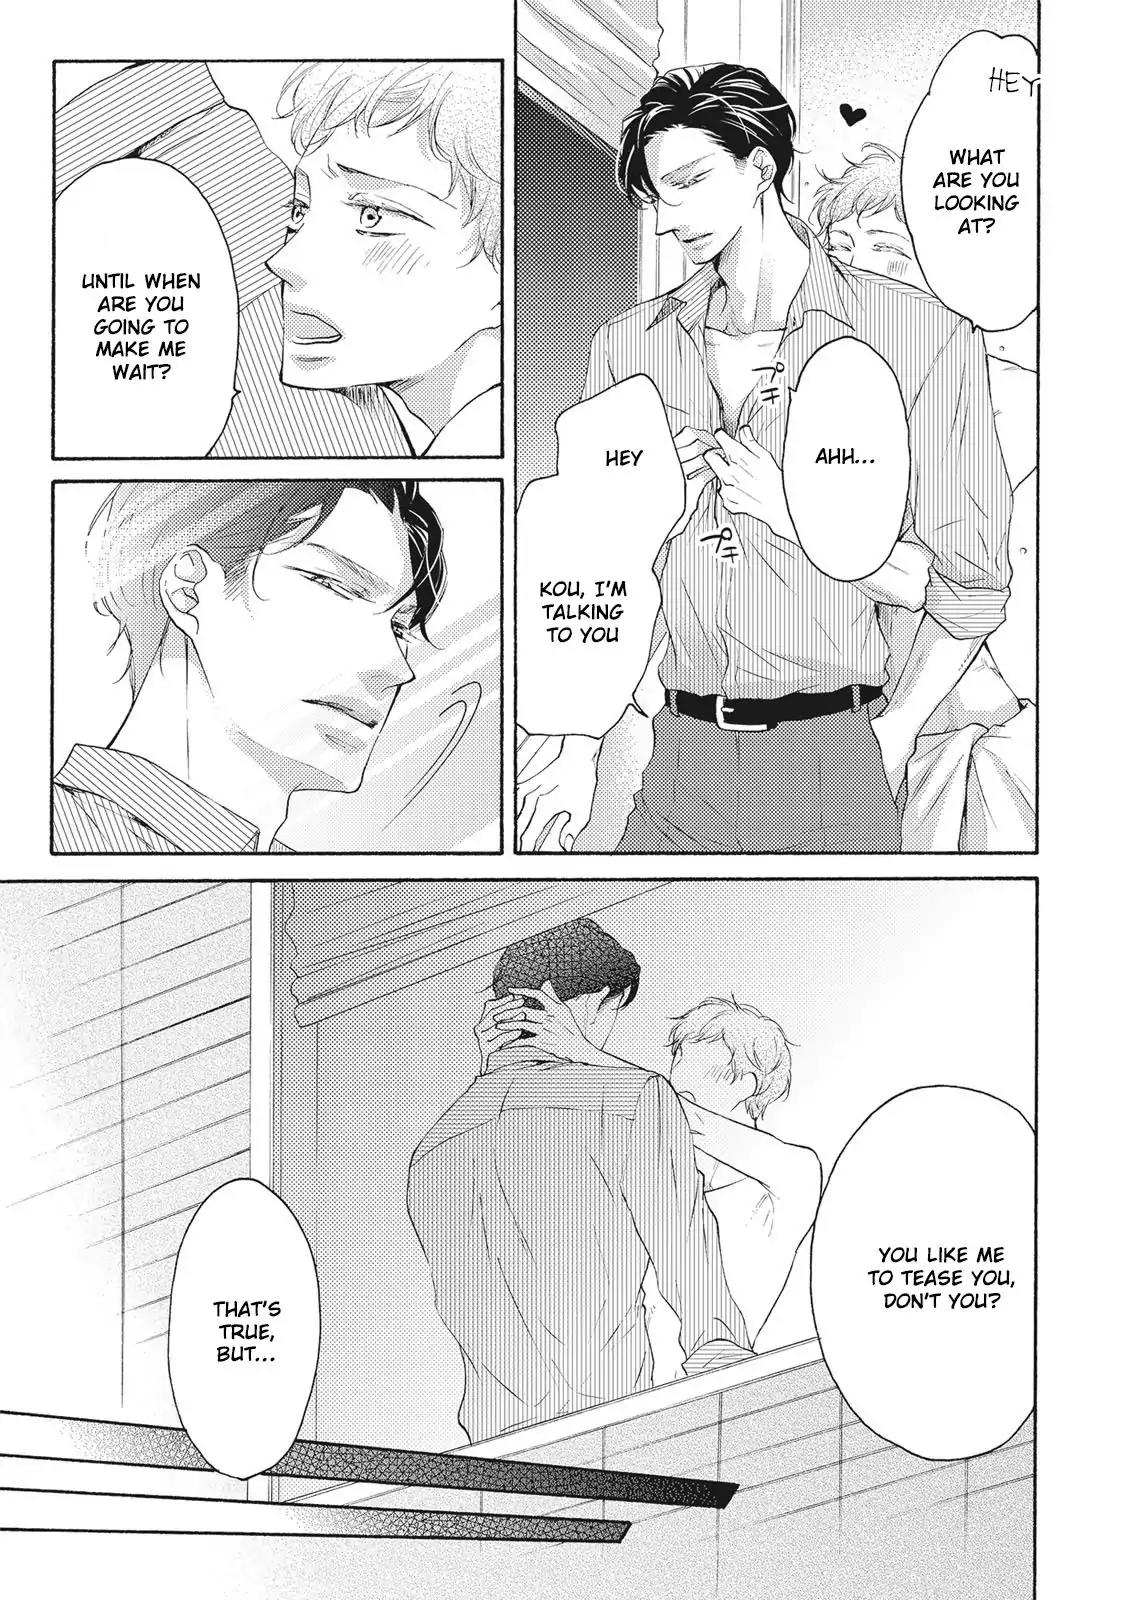 HEY
WHAT
ARE YOU
LOOKING
AT?
AHH...
プチ
プチ
HEY
KOU, I'M
TALKING
TO YOU
UNTIL WHEN
ARE YOU
GOING TO
MAKE ME
WAIT?
YOU LIKE ME
TO TEASE YOU,
DON'T YOU?
THAT'S
TRUE,
BUT...